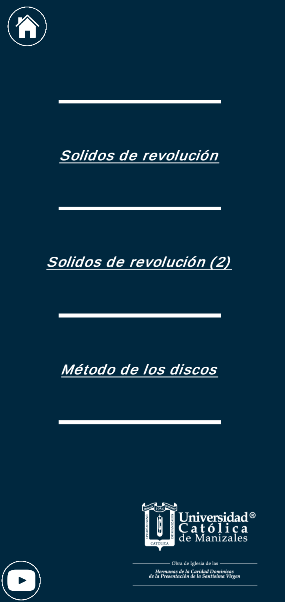 Solidos de revolución
Solidos de revolución (2)
Método de los discos
Universidad®
Católica
de Manizales
Obra de Iglesia de las
Hermanas de la Caridad Dominicas
de la Presentación de la Santísima Virgen